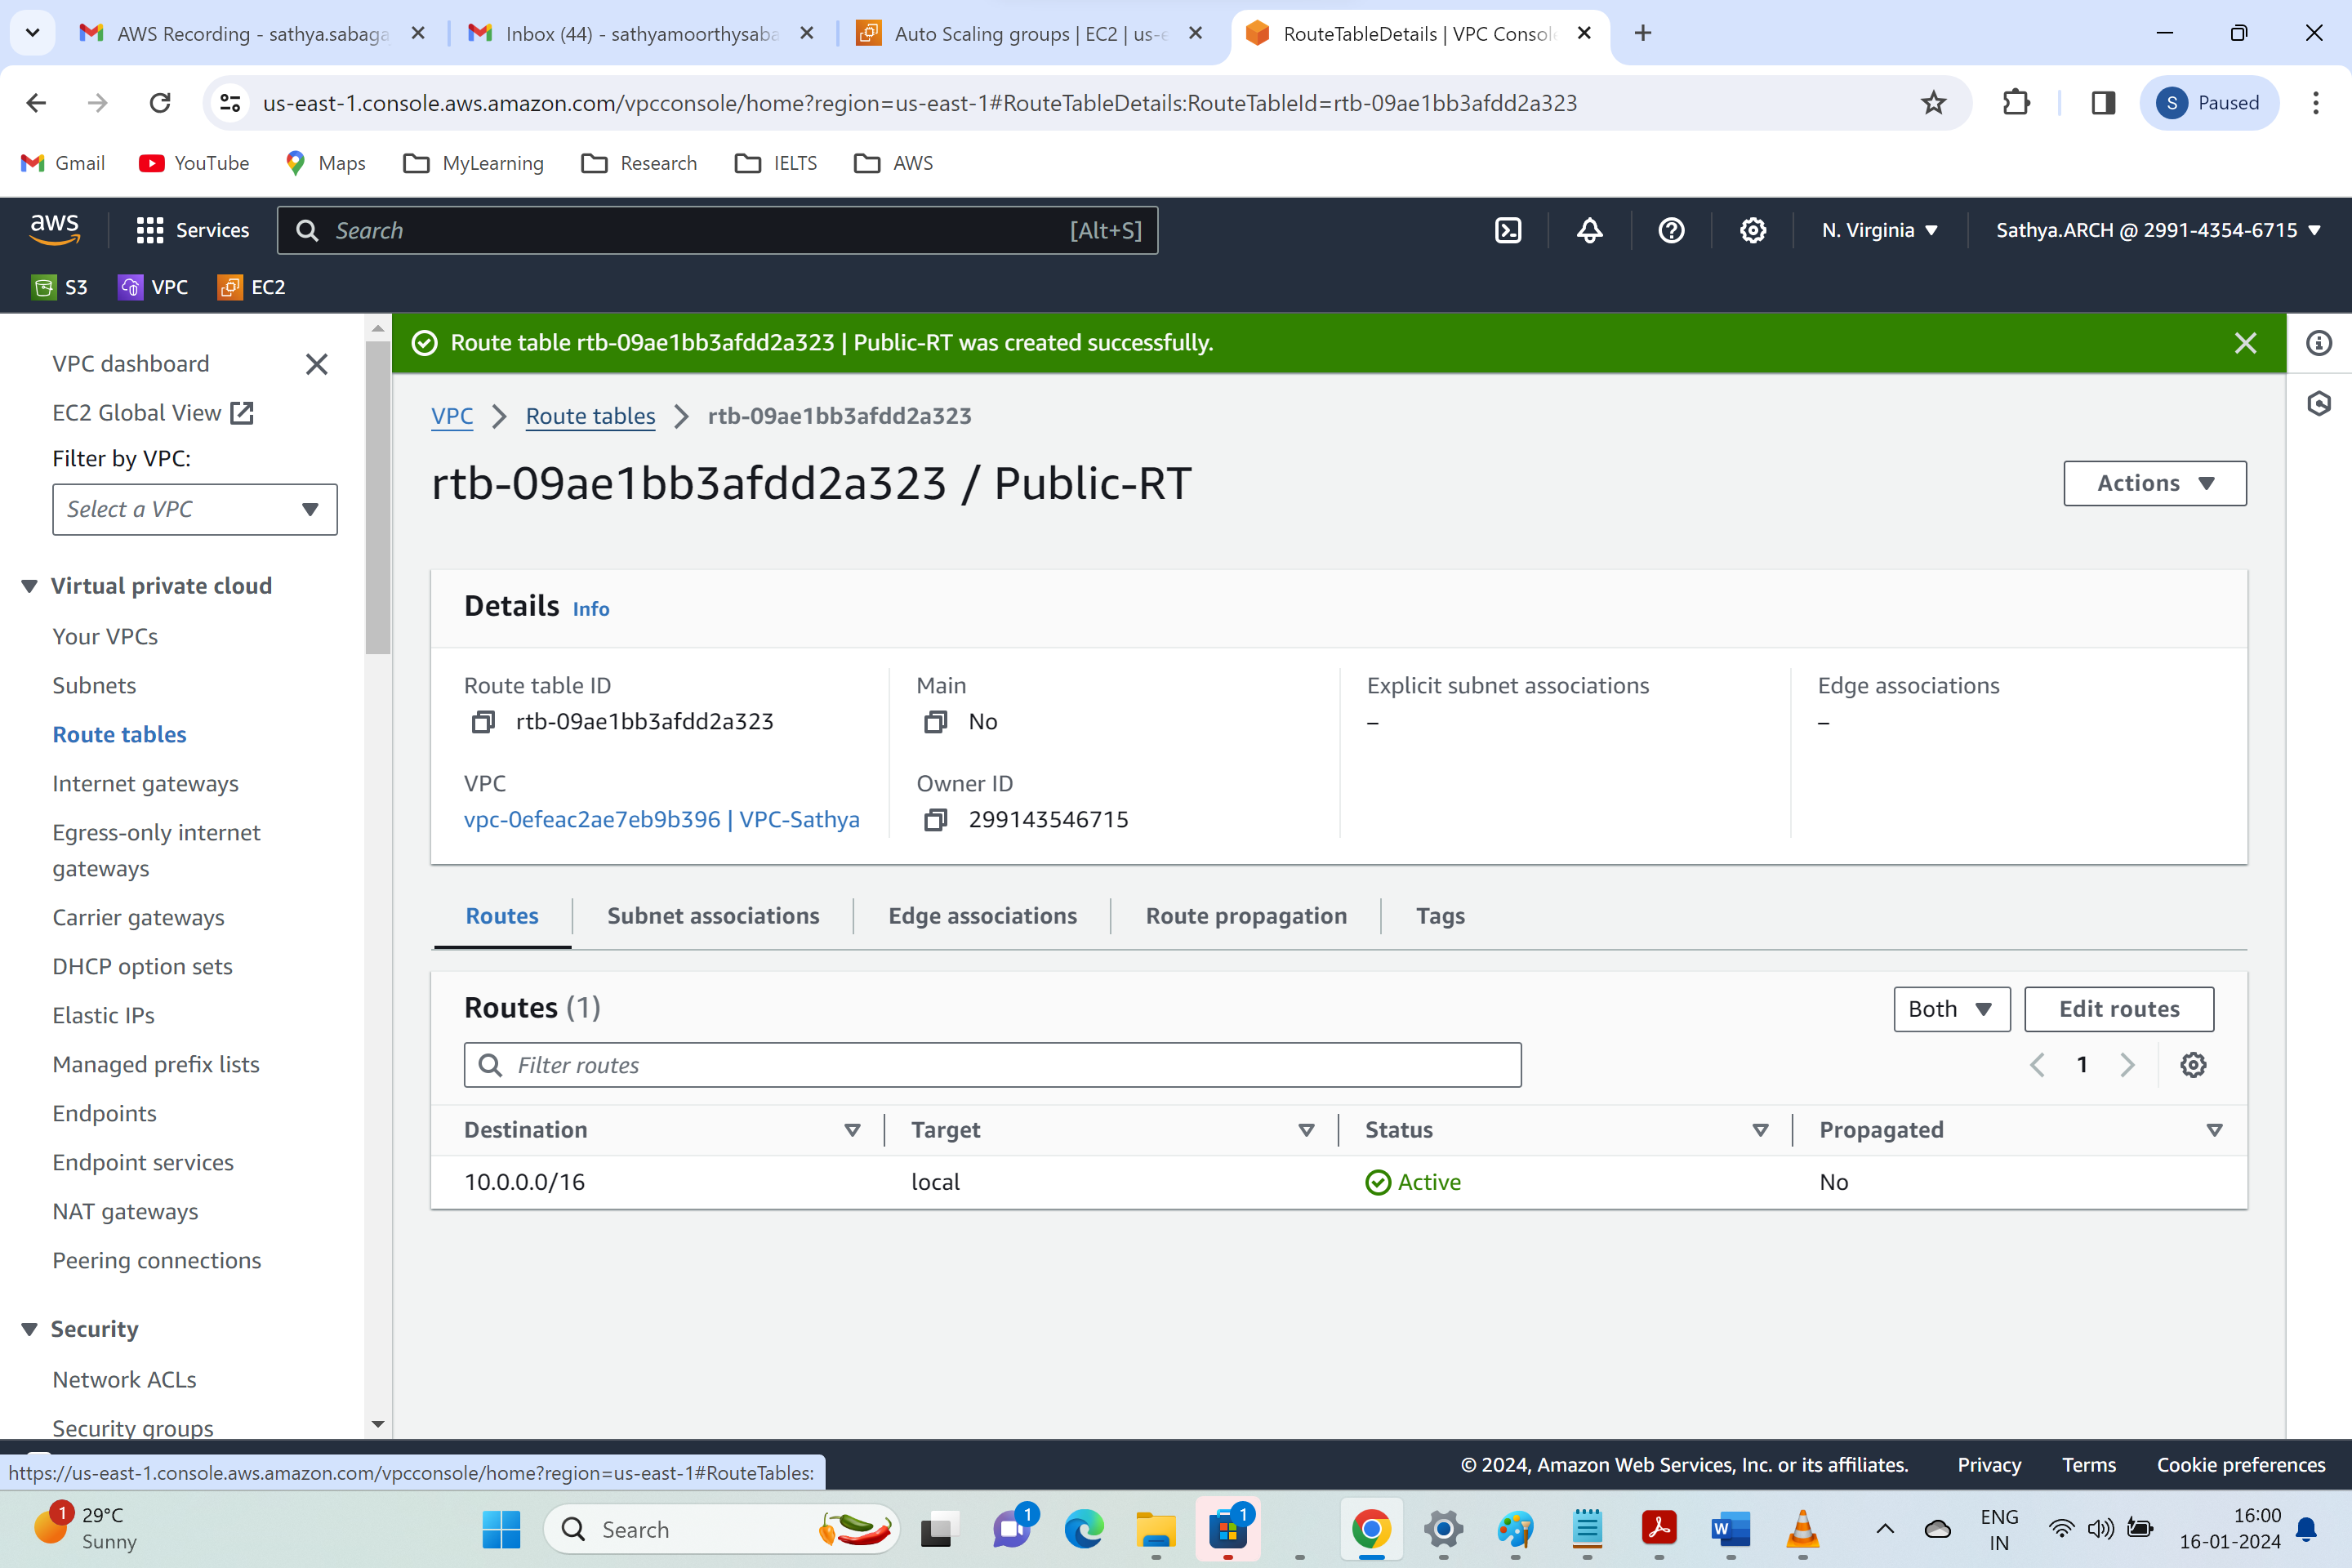 AWS Recording - sathya.sabaga
Inbox (44) - sathyamoorthysaba
Auto Scaling groups | EC2 | us-e
RouteTableDetails | VPC Consol
us-east-1.console.aws.amazon.com/vpcconsole/home?region=us-east-1#RouteTableDetails:RouteTableId=rtb-09ae1bb3afdd2a323
S Paused
Gmail YouTube Maps MyLearning Research IELTS AWS
aws Services Search [Alt+S] N. Virginia Sathya.ARCH @ 2991-4354-6715
S3 VPC EC2
Route table rtb-09ae1bb3afdd2a323 | Public-RT was created successfully.
VPC dashboard
EC2 Global View
Filter by VPC:
Select a VPC
Virtual private cloud
Your VPCs
Subnets
Route tables
Internet gateways
Egress-only internet
gateways
Carrier gateways
DHCP option sets
Elastic IPs
Managed prefix lists
Endpoints
Endpoint services
NAT gateways
Peering connections
Security
Network ACLs
Security groups
VPC > Route tables > rtb-09ae1bb3afdd2a323
rtb-09ae1bb3afdd2a323 / Public-RT
Actions
Details Info
Route table ID
rtb-09ae1bb3afdd2a323
Main
No
Explicit subnet associations
–
Edge associations
–
VPC
vpc-0efeac2ae7eb9b396 | VPC-Sathya
Owner ID
299143546715
Routes Subnet associations Edge associations Route propagation Tags
Routes (1)
Both Edit routes
Filter routes
1
Destination Target Status Propagated
10.0.0.0/16 local Active No
https://us-east-1.console.aws.amazon.com/vpcconsole/home?region=us-east-1#RouteTables:
© 2024, Amazon Web Services, Inc. or its affiliates. Privacy Terms Cookie preferences
1
29°C
Sunny
Search
1
1
W
ENG
IN
16:00
16-01-2024